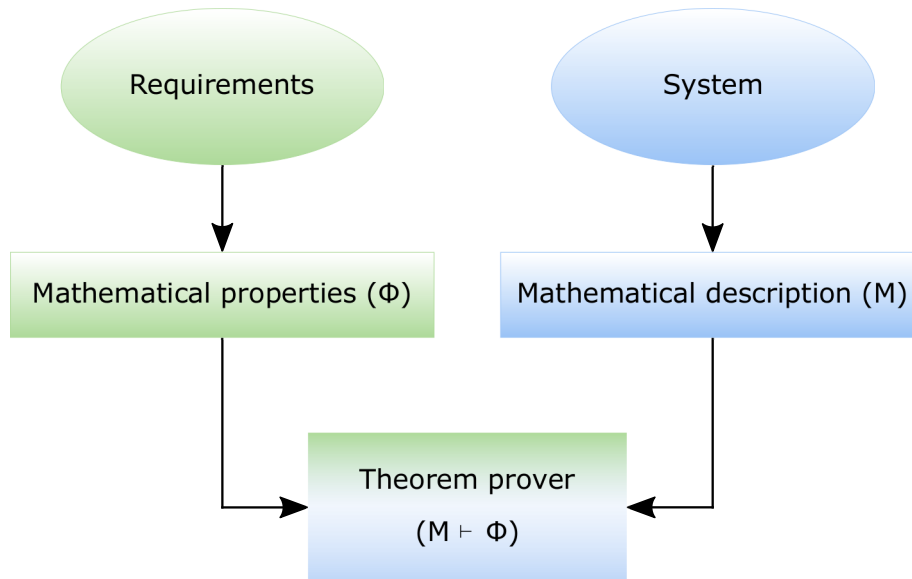 Requirements
System
Mathematical properties (Φ)
Mathematical description (M)
Theorem prover
(M ⊢ Φ)